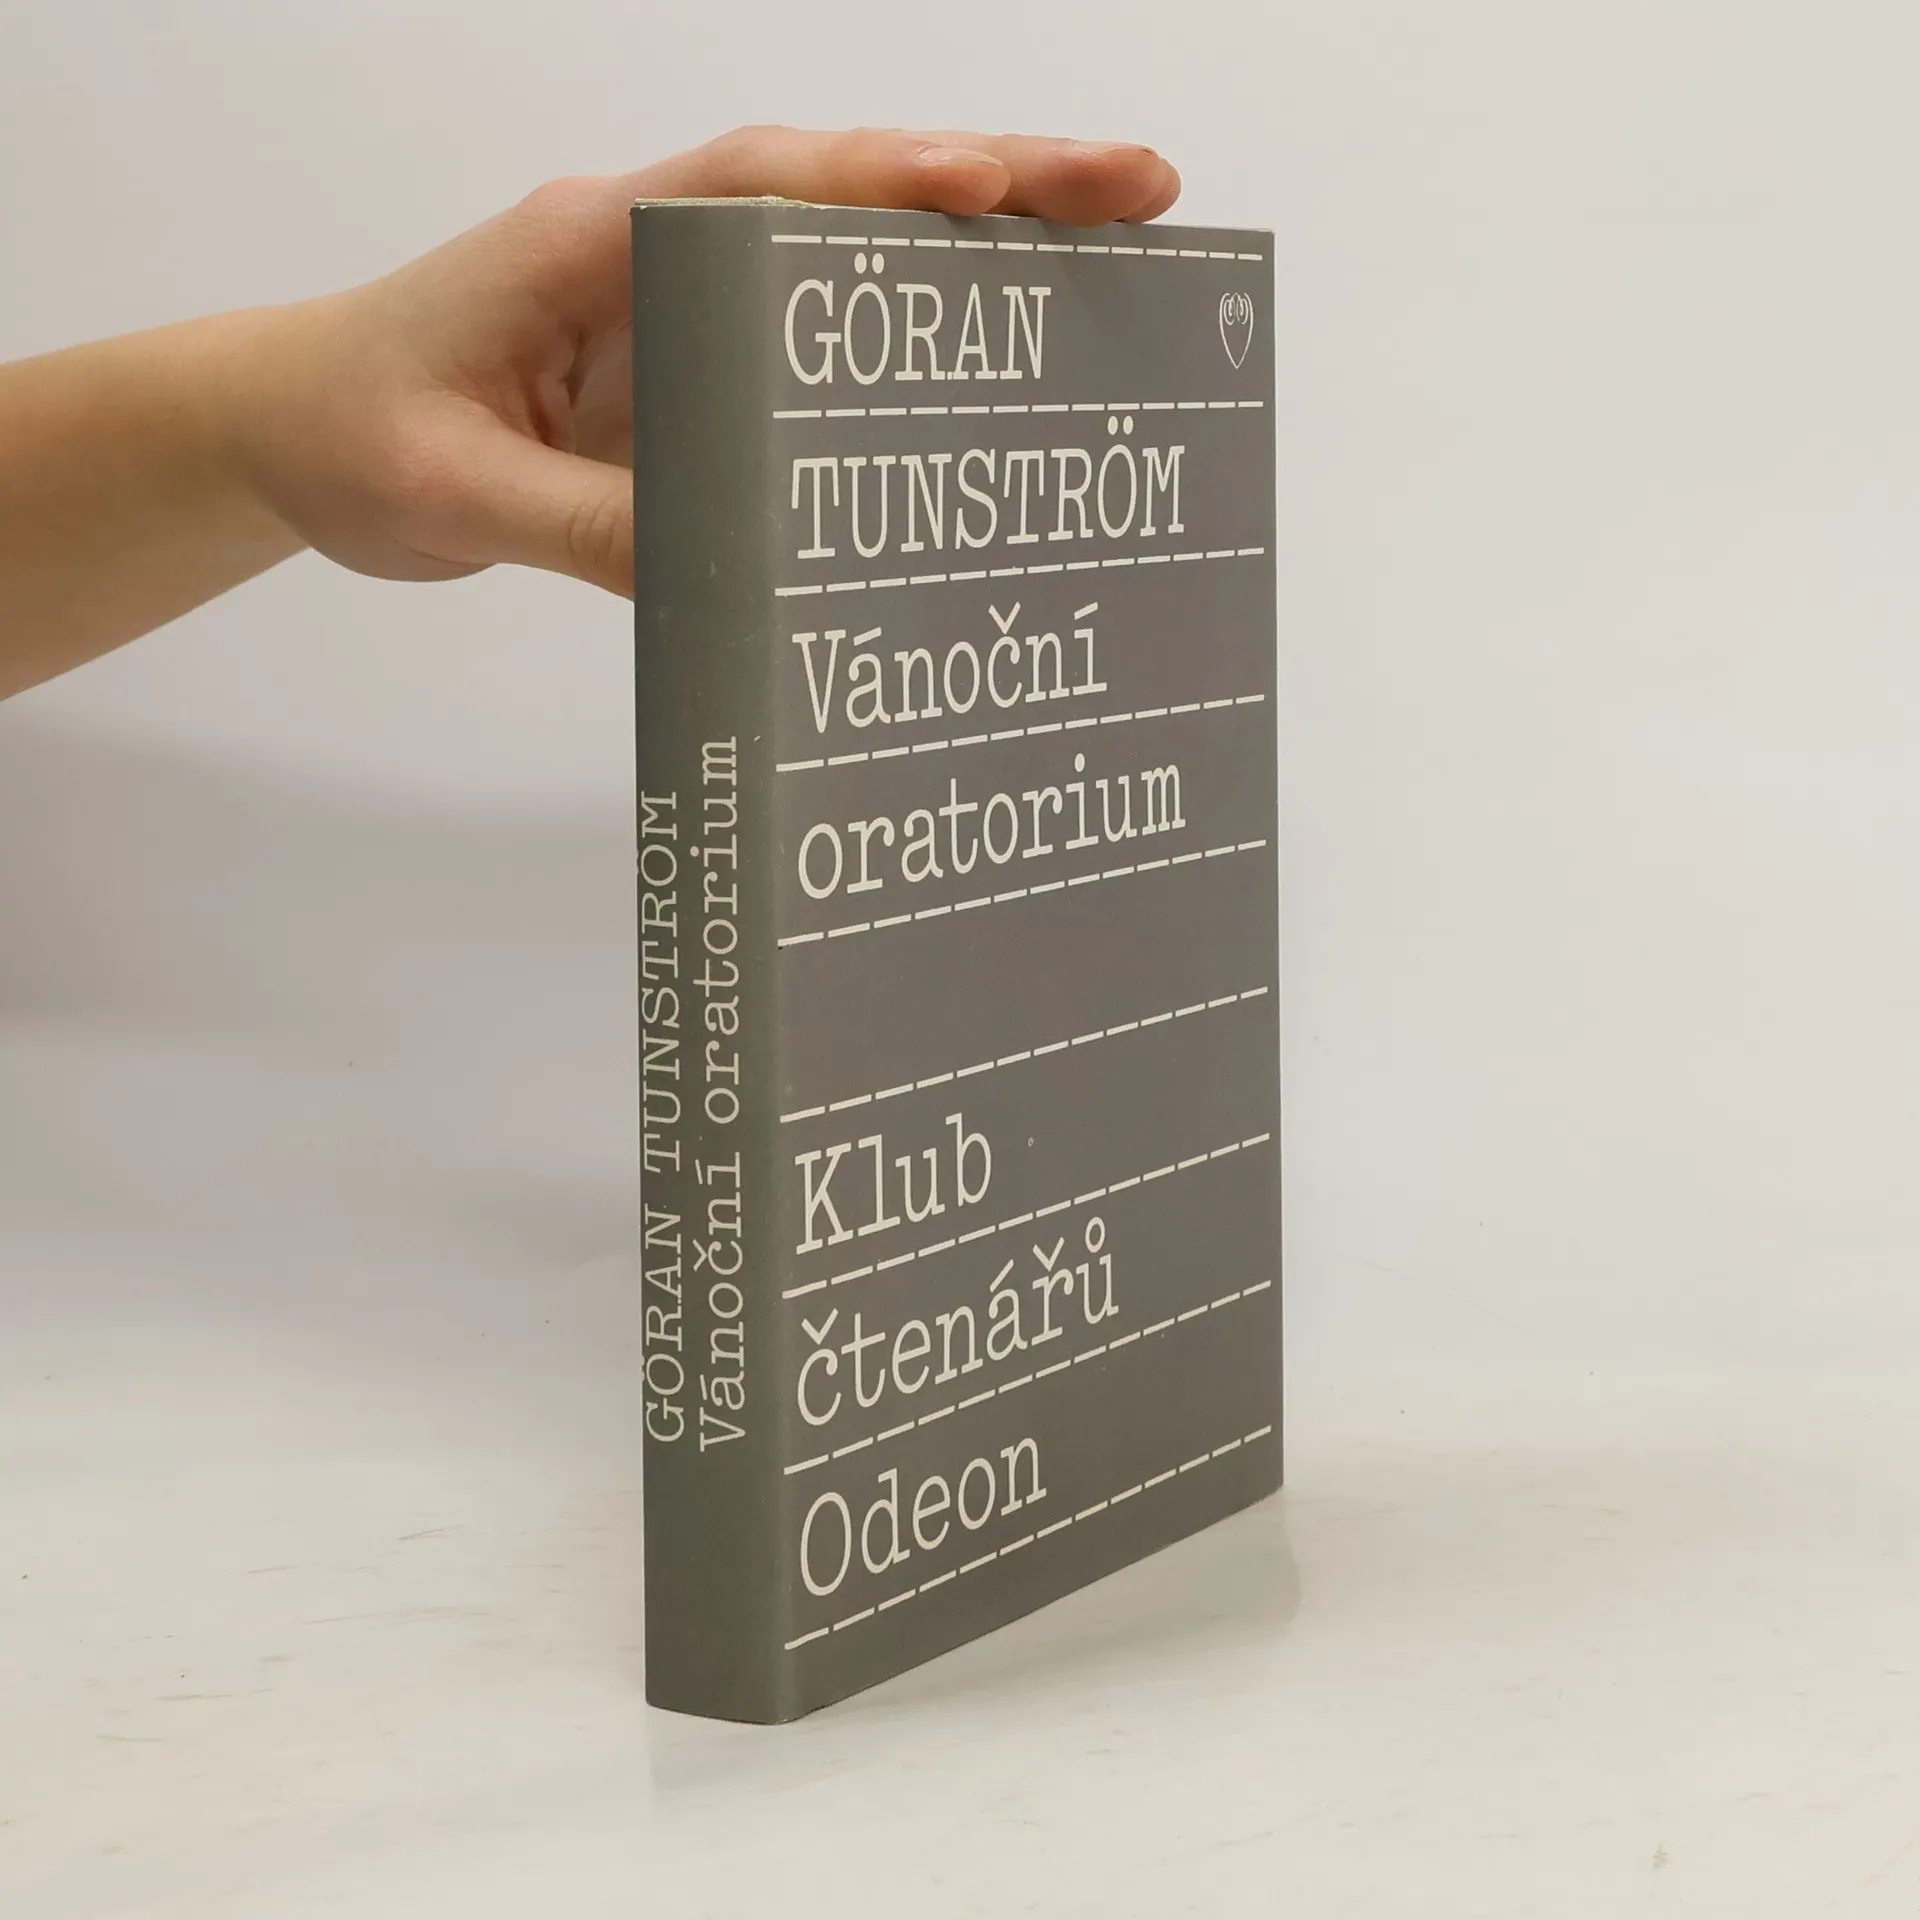 GÖRAN
TUNSTRÖM
Vánoční
oratorium
Klub
čtenářů
Odeon
GÖRAN TUNSTRÖM
Vánoční oratorium